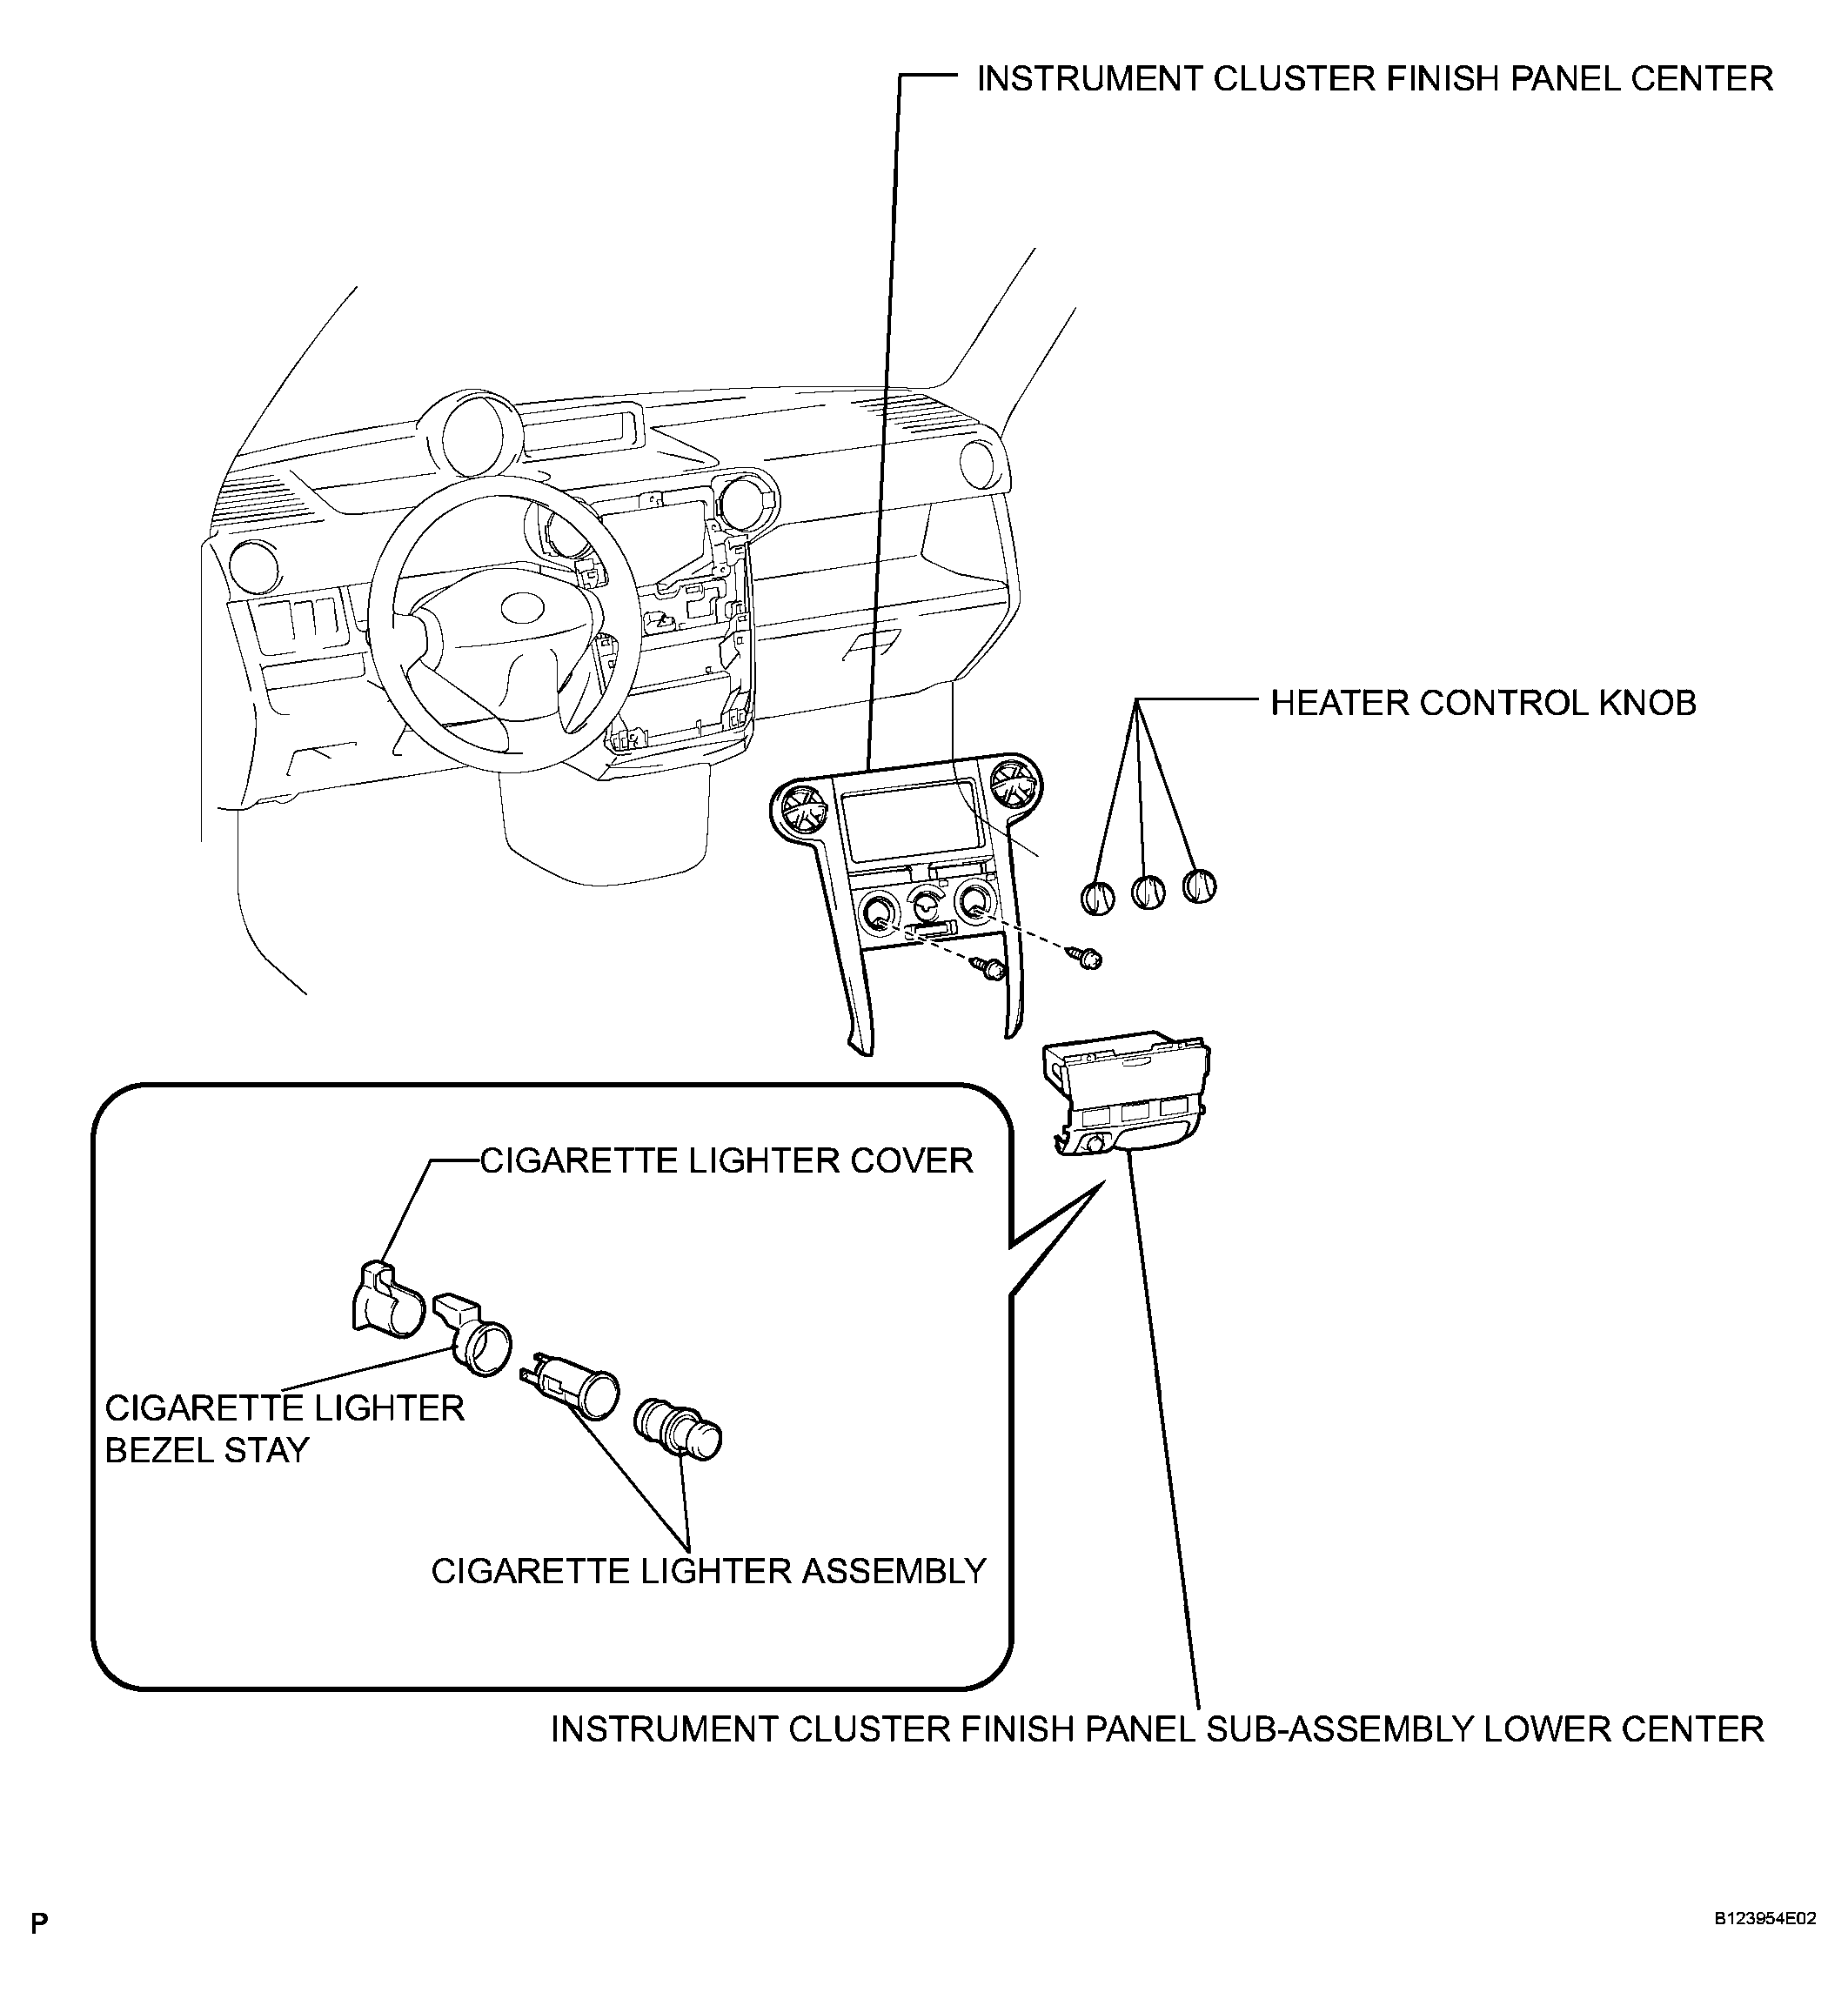 INSTRUMENT CLUSTER FINISH PANEL CENTER
HEATER CONTROL KNOB
CIGARETTE LIGHTER COVER
CIGARETTE LIGHTER
BEZEL STAY
CIGARETTE LIGHTER ASSEMBLY
INSTRUMENT CLUSTER FINISH PANEL SUB-ASSEMBLY LOWER CENTER
P
B123954E02